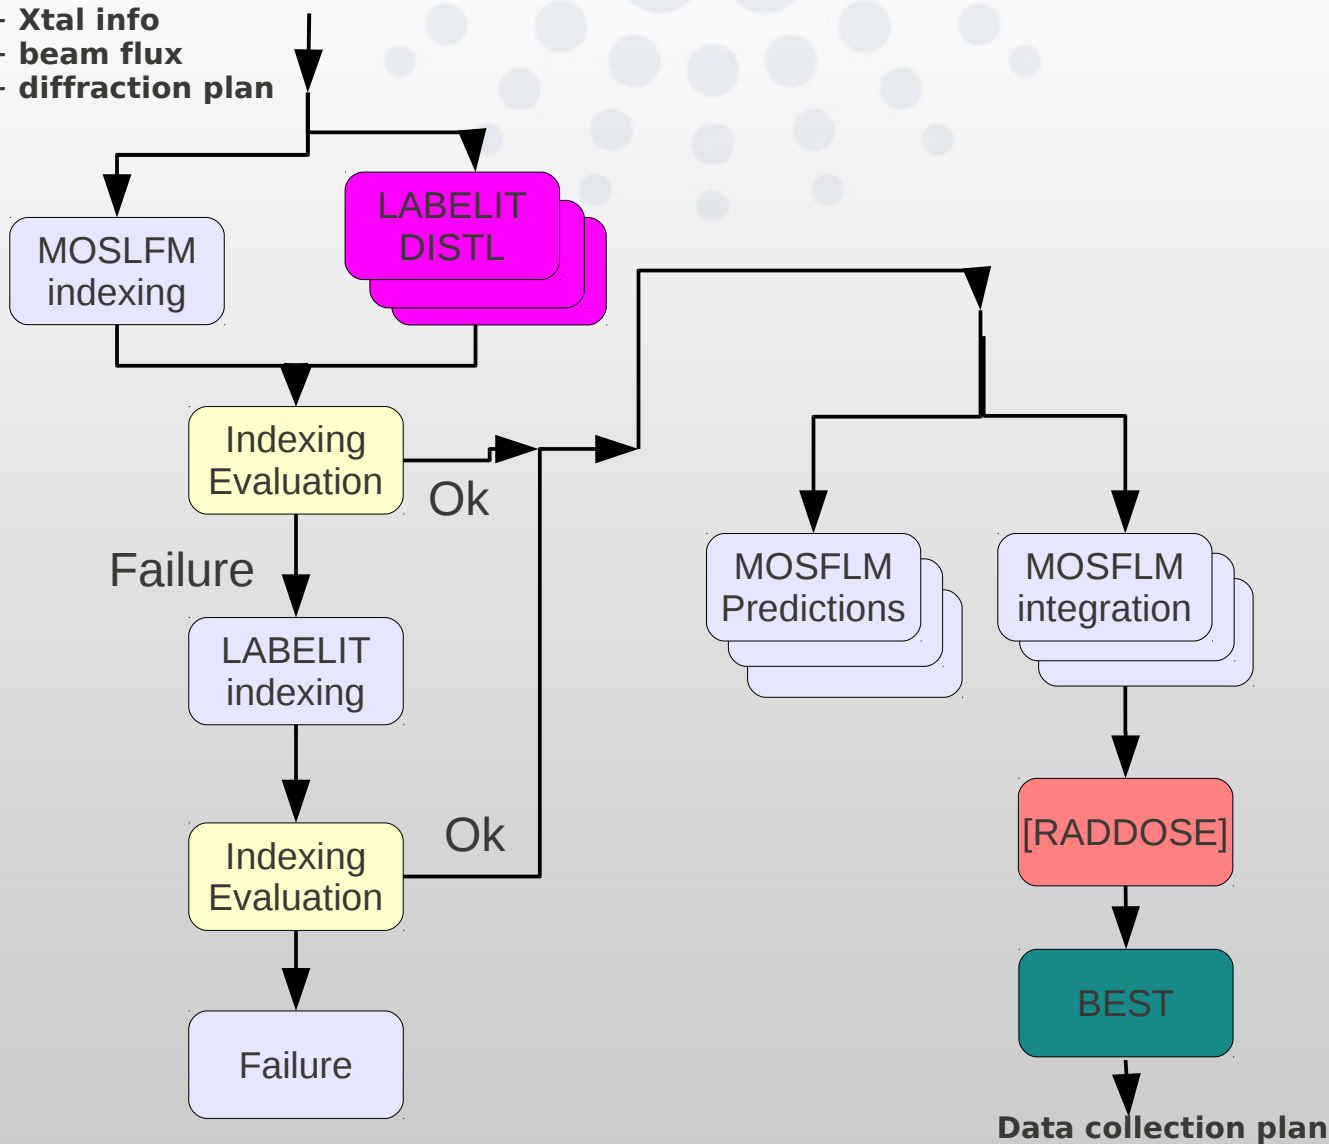 - Xtal info
- beam flux
- diffraction plan
LABELIT
DISTL
MOSLFM
indexing
Indexing
Evaluation
Ok
Failure
MOSFLM
Predictions
MOSFLM
integration
LABELIT
indexing
[RADDOSE]
Ok
Indexing
Evaluation
BEST
Failure
Data collection plan